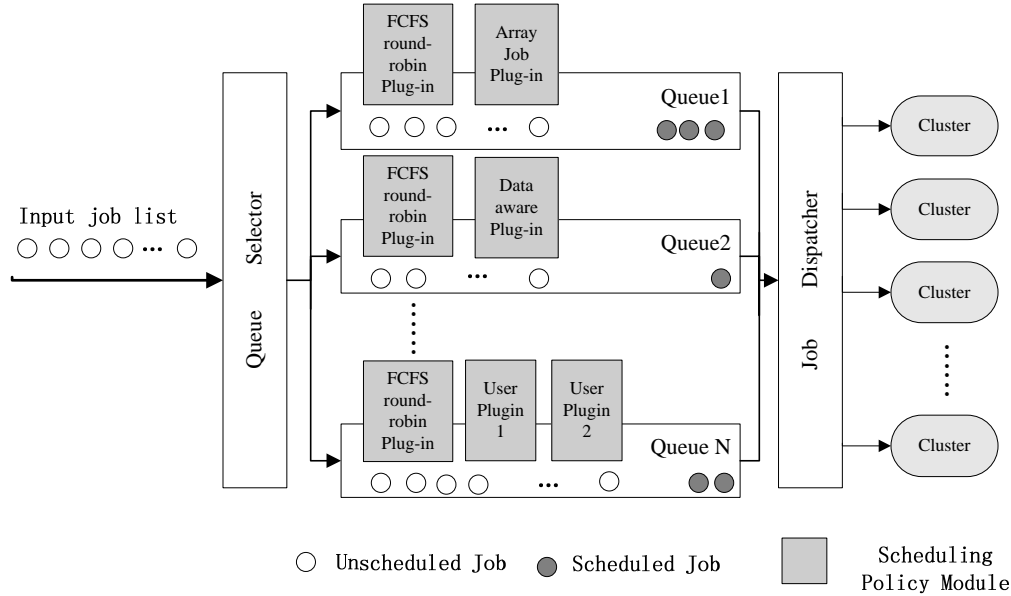 FCFS
round-
robin
Plug-in
Array
Job
Plug-in
Queue1
...
Cluster
FCFS
round-
robin
Plug-in
Data
aware
Plug-in
Queue2
...
Cluster
Input job list
...
Queue Selector
Job Dispatcher
Cluster
FCFS
round-
robin
Plug-in
User
Plugin
1
User
Plugin
2
Queue N
...
Cluster
Unscheduled Job
Scheduled Job
Scheduling
Policy Module